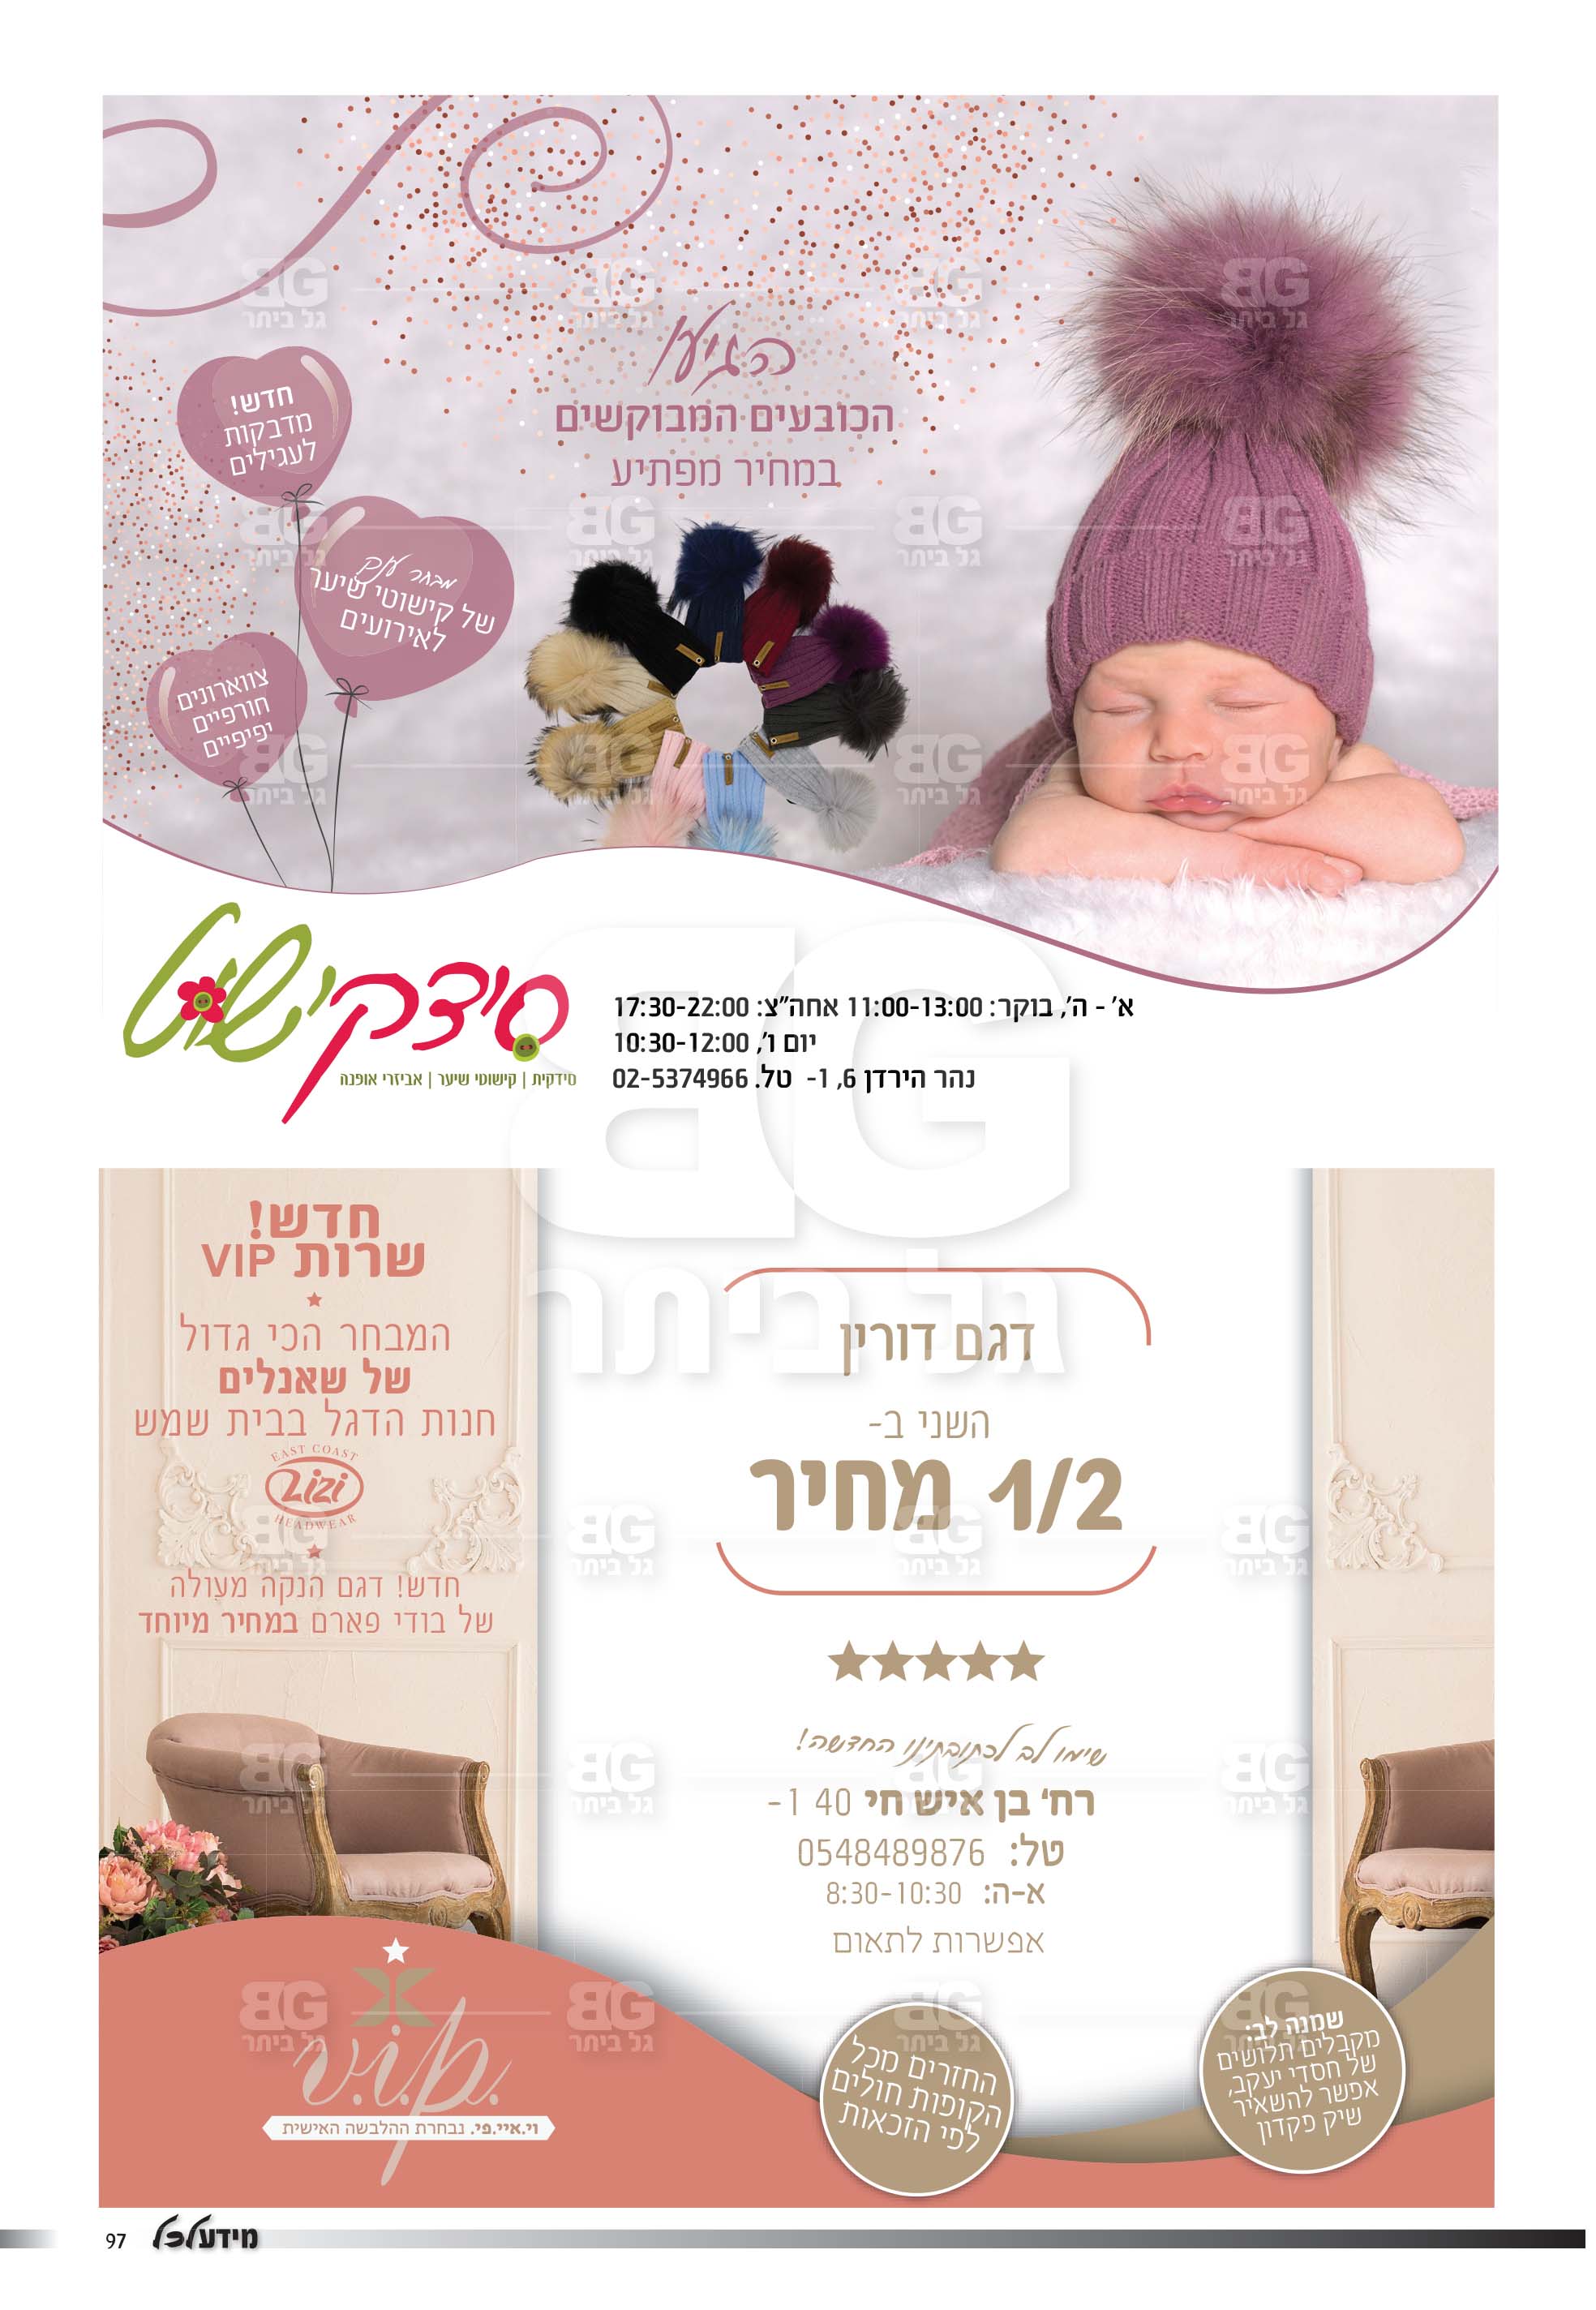 הגיעו
הכובעים המבוקשים
במחיר מפתיע
חדש!
מדבקות
לעגילים
מבחר ענק
של קישוטי שיער
לאירועים
צווארונים
חורפיים
יפיפיים
סידקישוט
סידקית | קישוטי שיער | אביזרי אופנה
א' - ה', בוקר: 11:00-13:00 אחה"צ: 17:30-22:00
יום ו', 10:30-12:00
נהר הירדן 6, 1- טל. 02-5374966
BG
גל ביתר
חדש!
שרות VIP
המבחר הכי גדול
של שאנלים
חנות הדגל בבית שמש
EAST COAST
Lizi
HEADWEAR
חדש! דגם הנקה מעולה
של בודי פארם במחיר מיוחד
דגם דורין
השני ב-
1/2 מחיר
שימו לב לכתובתינו החדשה!
רח' בן איש חי 40 1-
טל: 0548489876
א-ה: 8:30-10:30
אפשרות לתאום
v.i.p.
וי.איי.פי. נבחרת ההלבשה האישית
החזרים מכל
הקופות חולים
לפי הזכאות
שמנה לב:
מקבלים תלושים
של חסדי יעקב,
אפשר להשאיר
שיק פקדון
97 מידע לכל